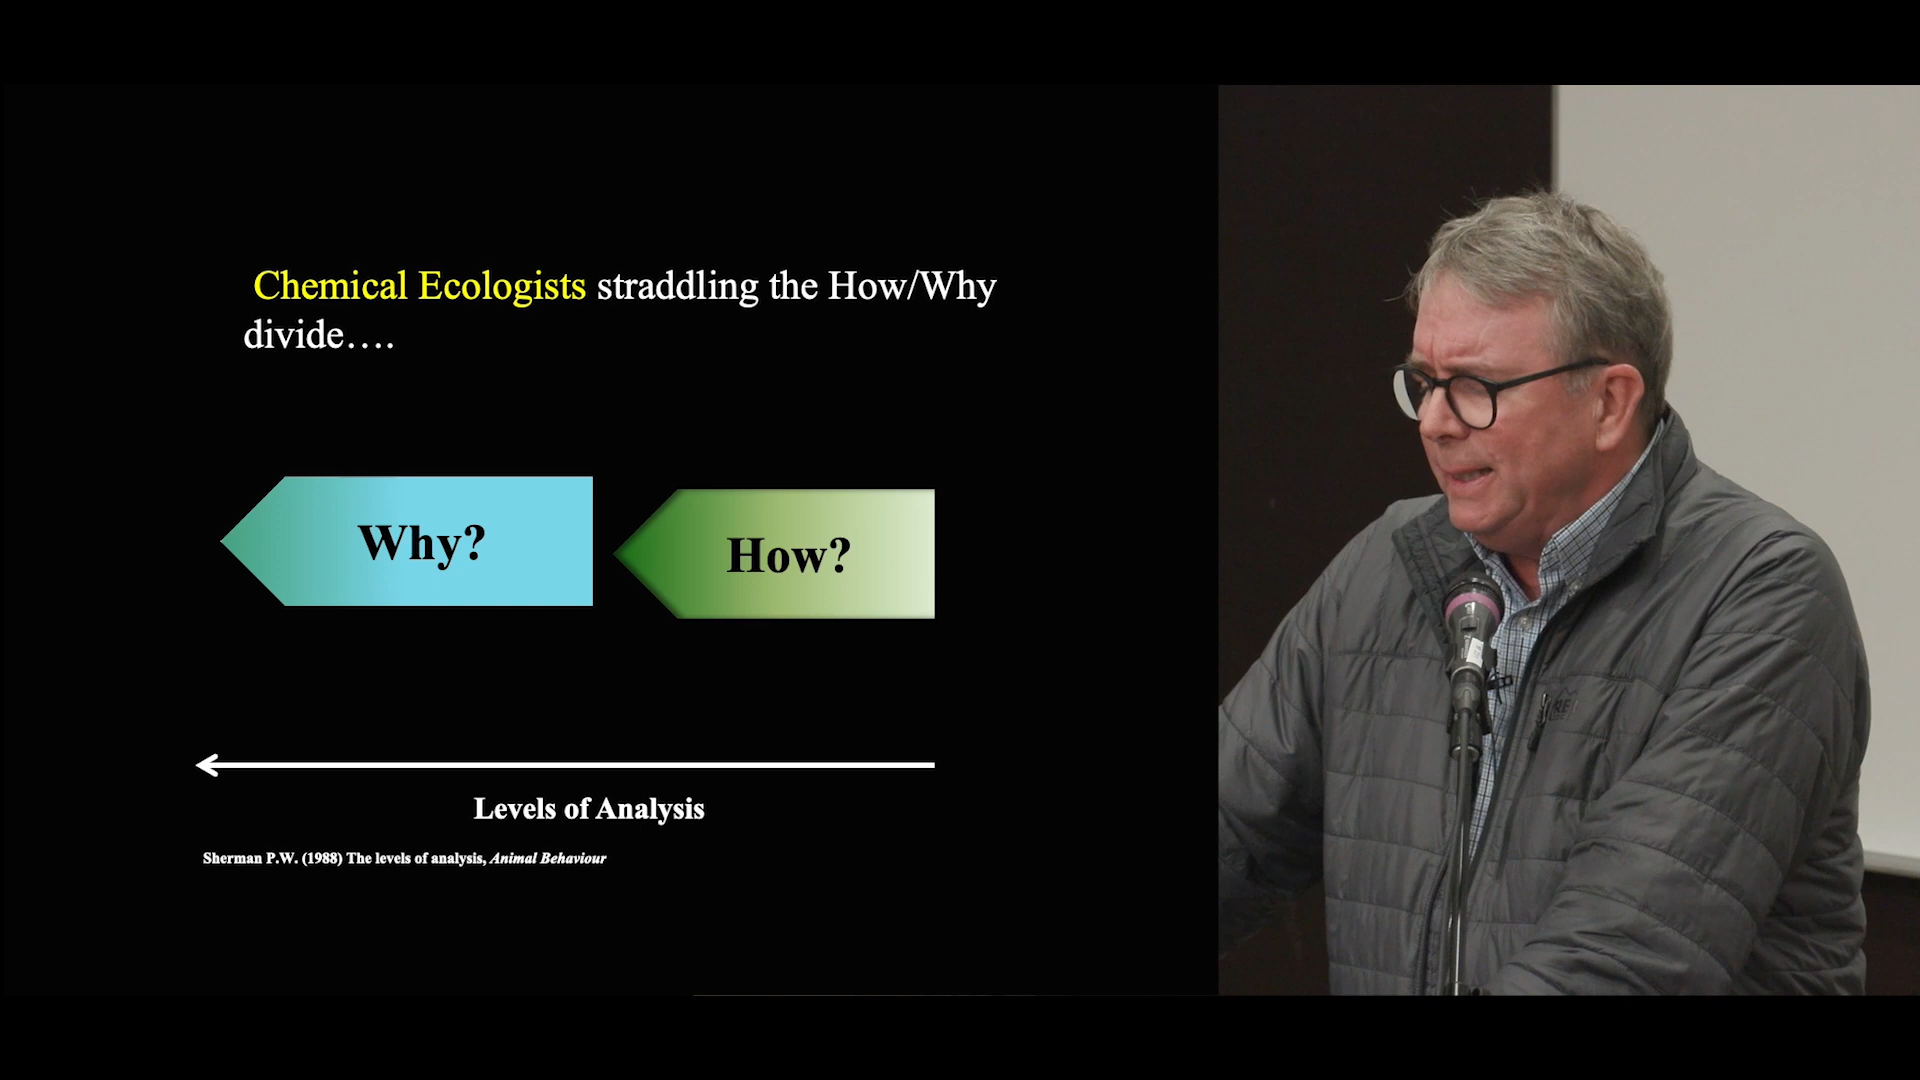 Chemical Ecologists straddling the How/Why
divide....
Why?
How?
Levels of Analysis
Sherman P.W. (1988) The levels of analysis, Animal Behaviour